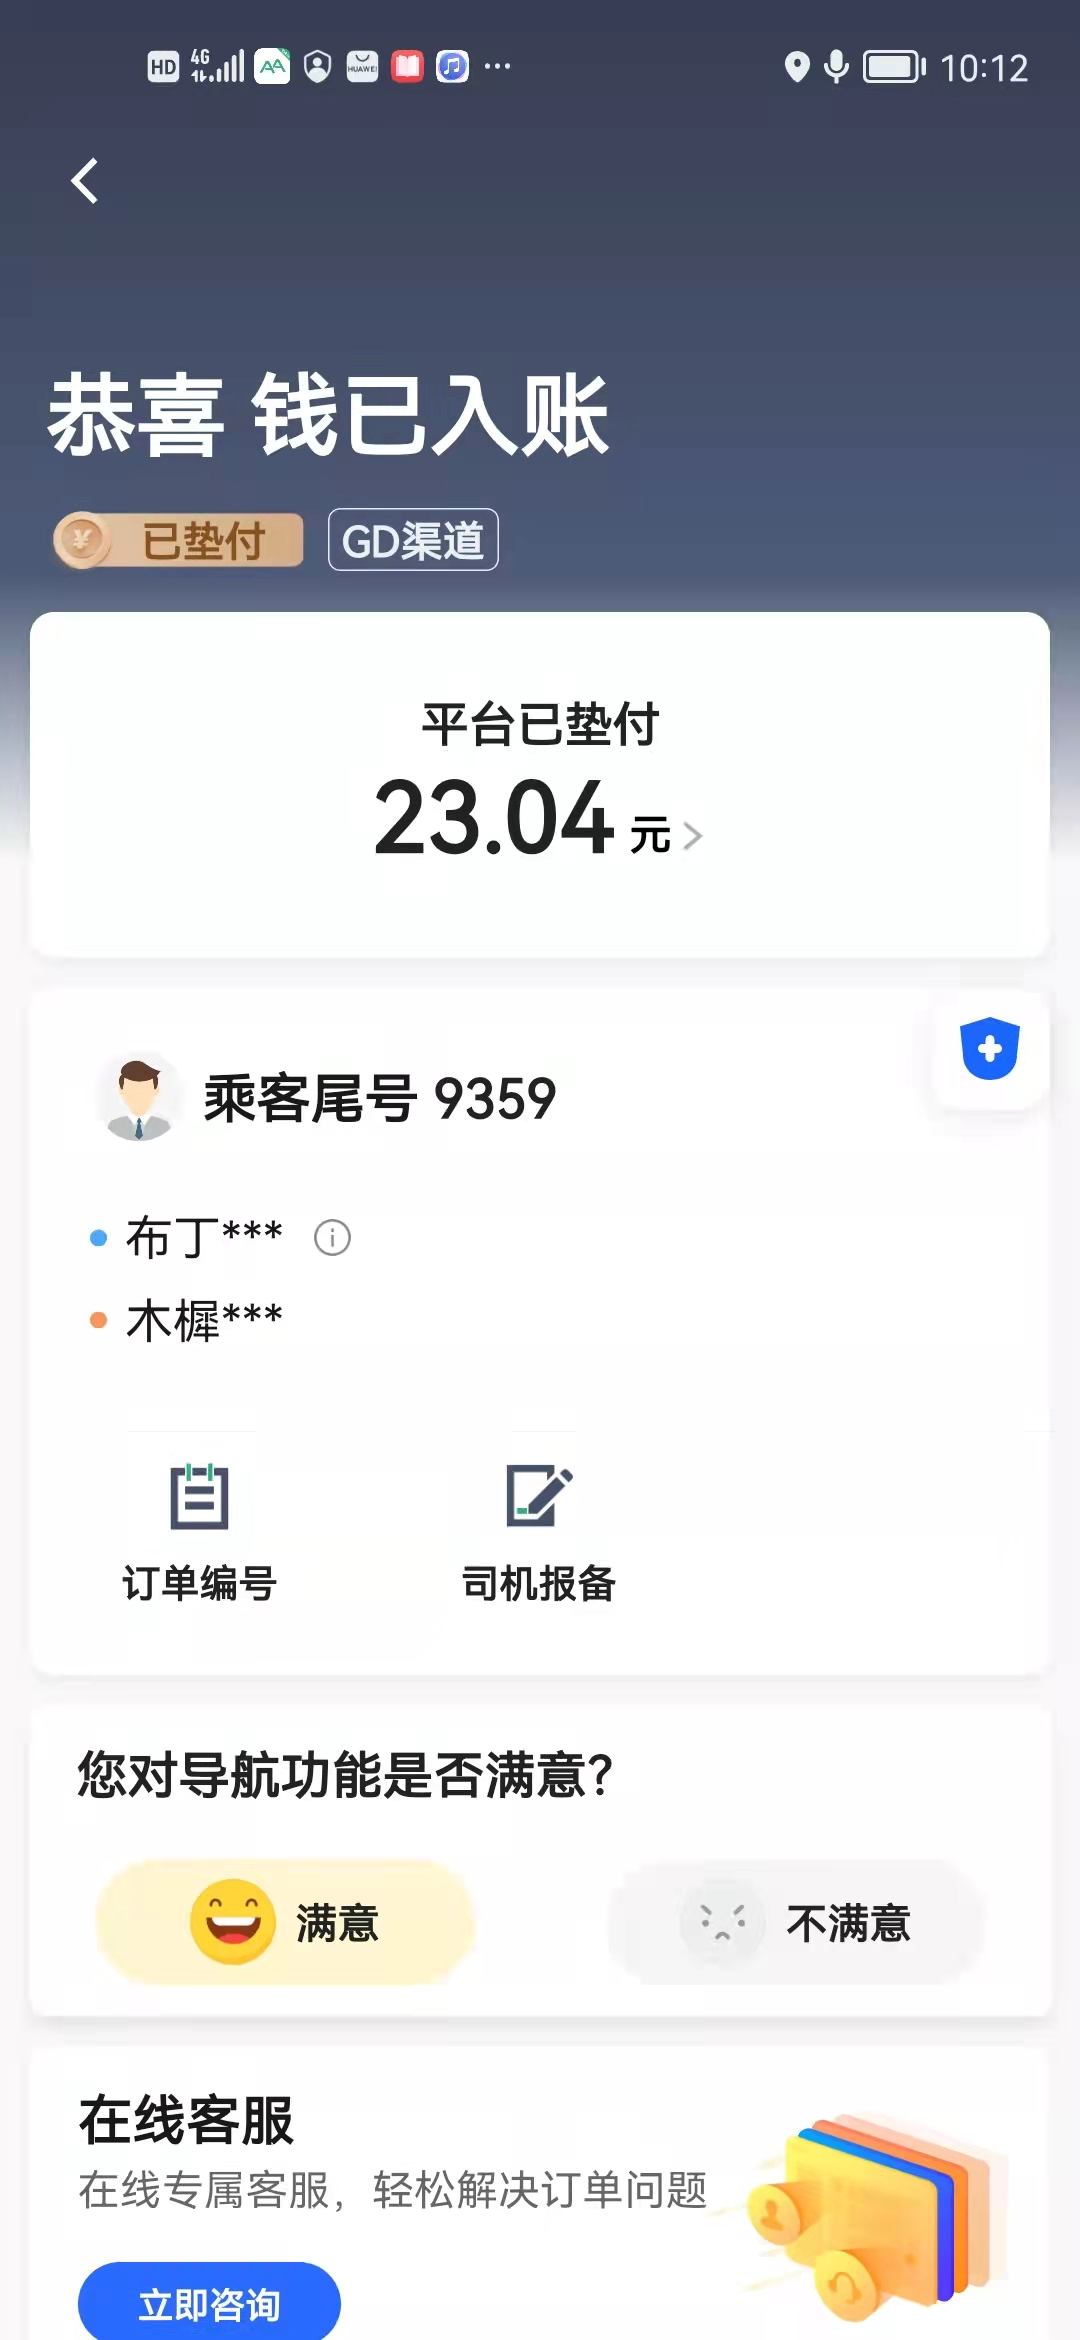 HD 4G AA HUAWEI 10:12
恭喜 钱已入账
¥ 已垫付 GD渠道
平台已垫付
23.04 元
乘客尾号 9359
布丁***
木樨***
订单编号 司机报备
您对导航功能是否满意？
满意 不满意
在线客服
在线专属客服，轻松解决订单问题
立即咨询